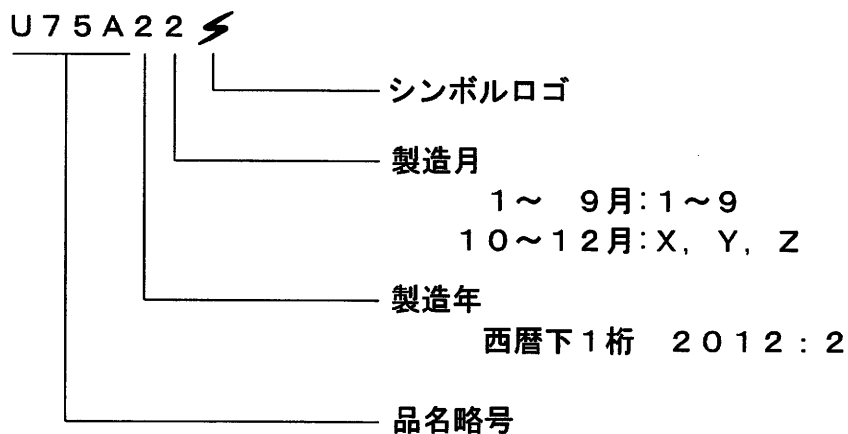 U75A22
シンボルロゴ
製造月
1～ 9月:1～9
10～12月:X, Y, Z
製造年
西暦下1桁 2012:2
品名略号